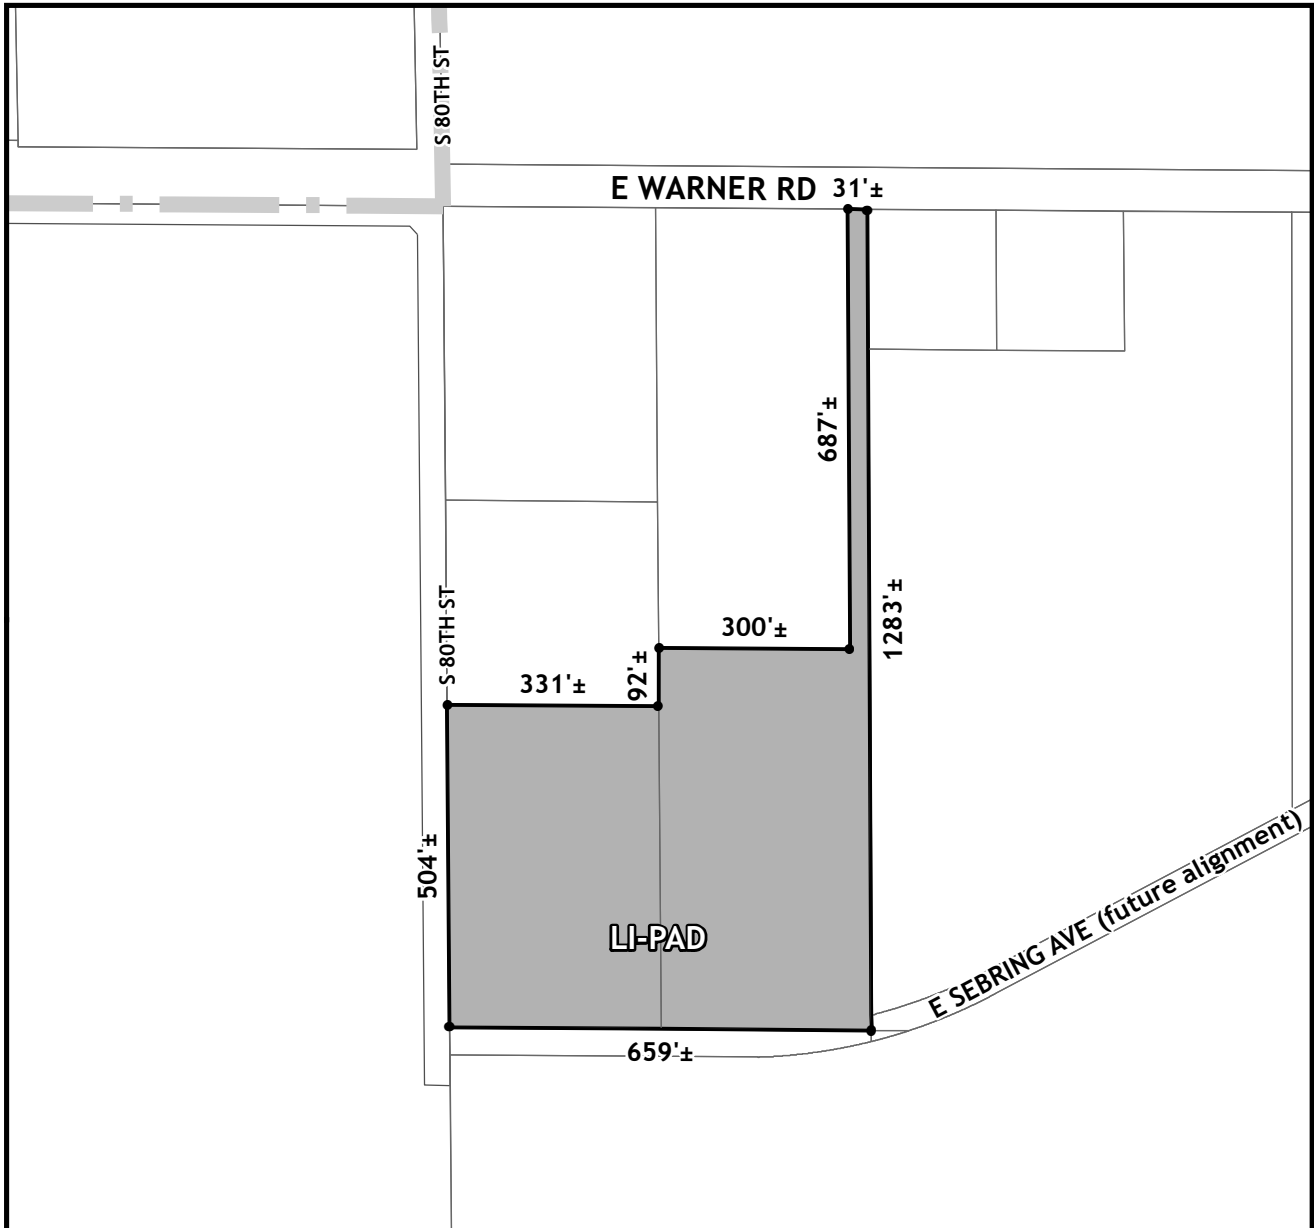 S 80TH ST
E WARNER RD
31'±
687'±
1283'±
S 80TH ST
300'±
92'±
331'±
504'±
LI-PAD
E SEBRING AVE (future alignment)
659'±